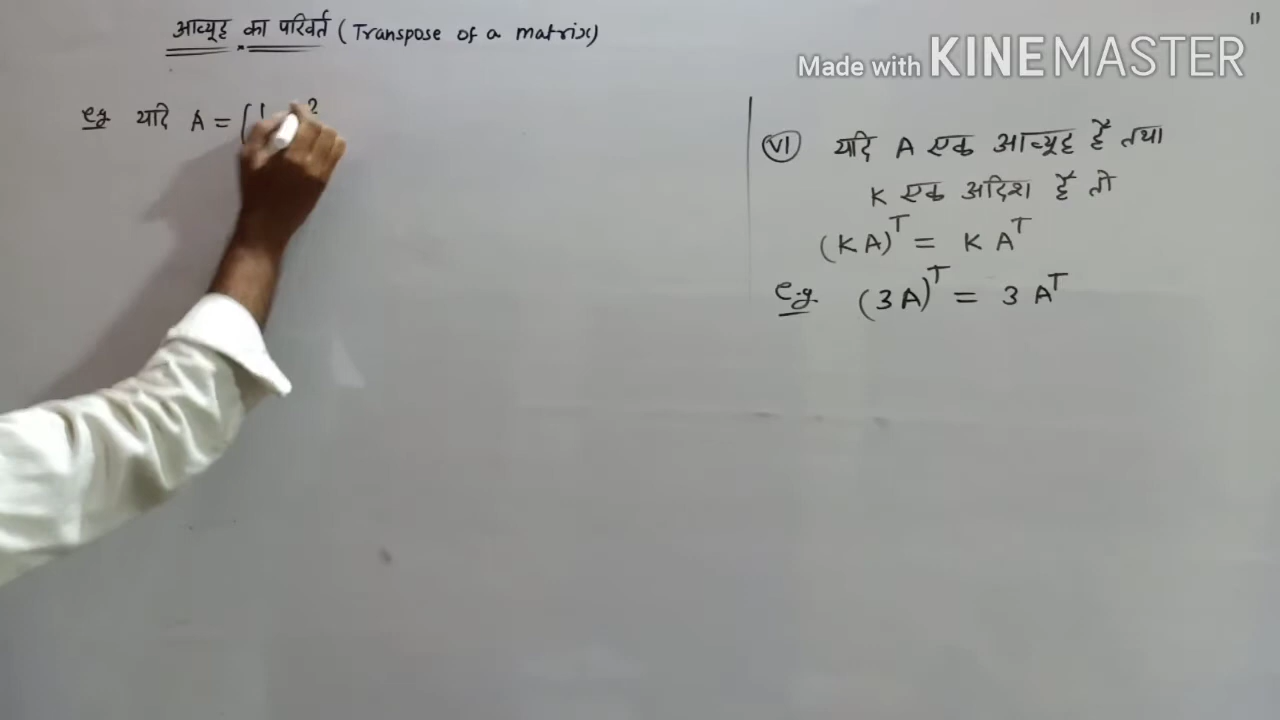 आव्यूह का परिवर्त (Transpose of a matrix)
11
Made with KINEMASTER
e.g यदि A = [1 2
VI यदि A एक आव्यूह है तथा
K एक अदिश है तो
(KA)^T = K A^T
e.g. (3A)^T = 3 A^T